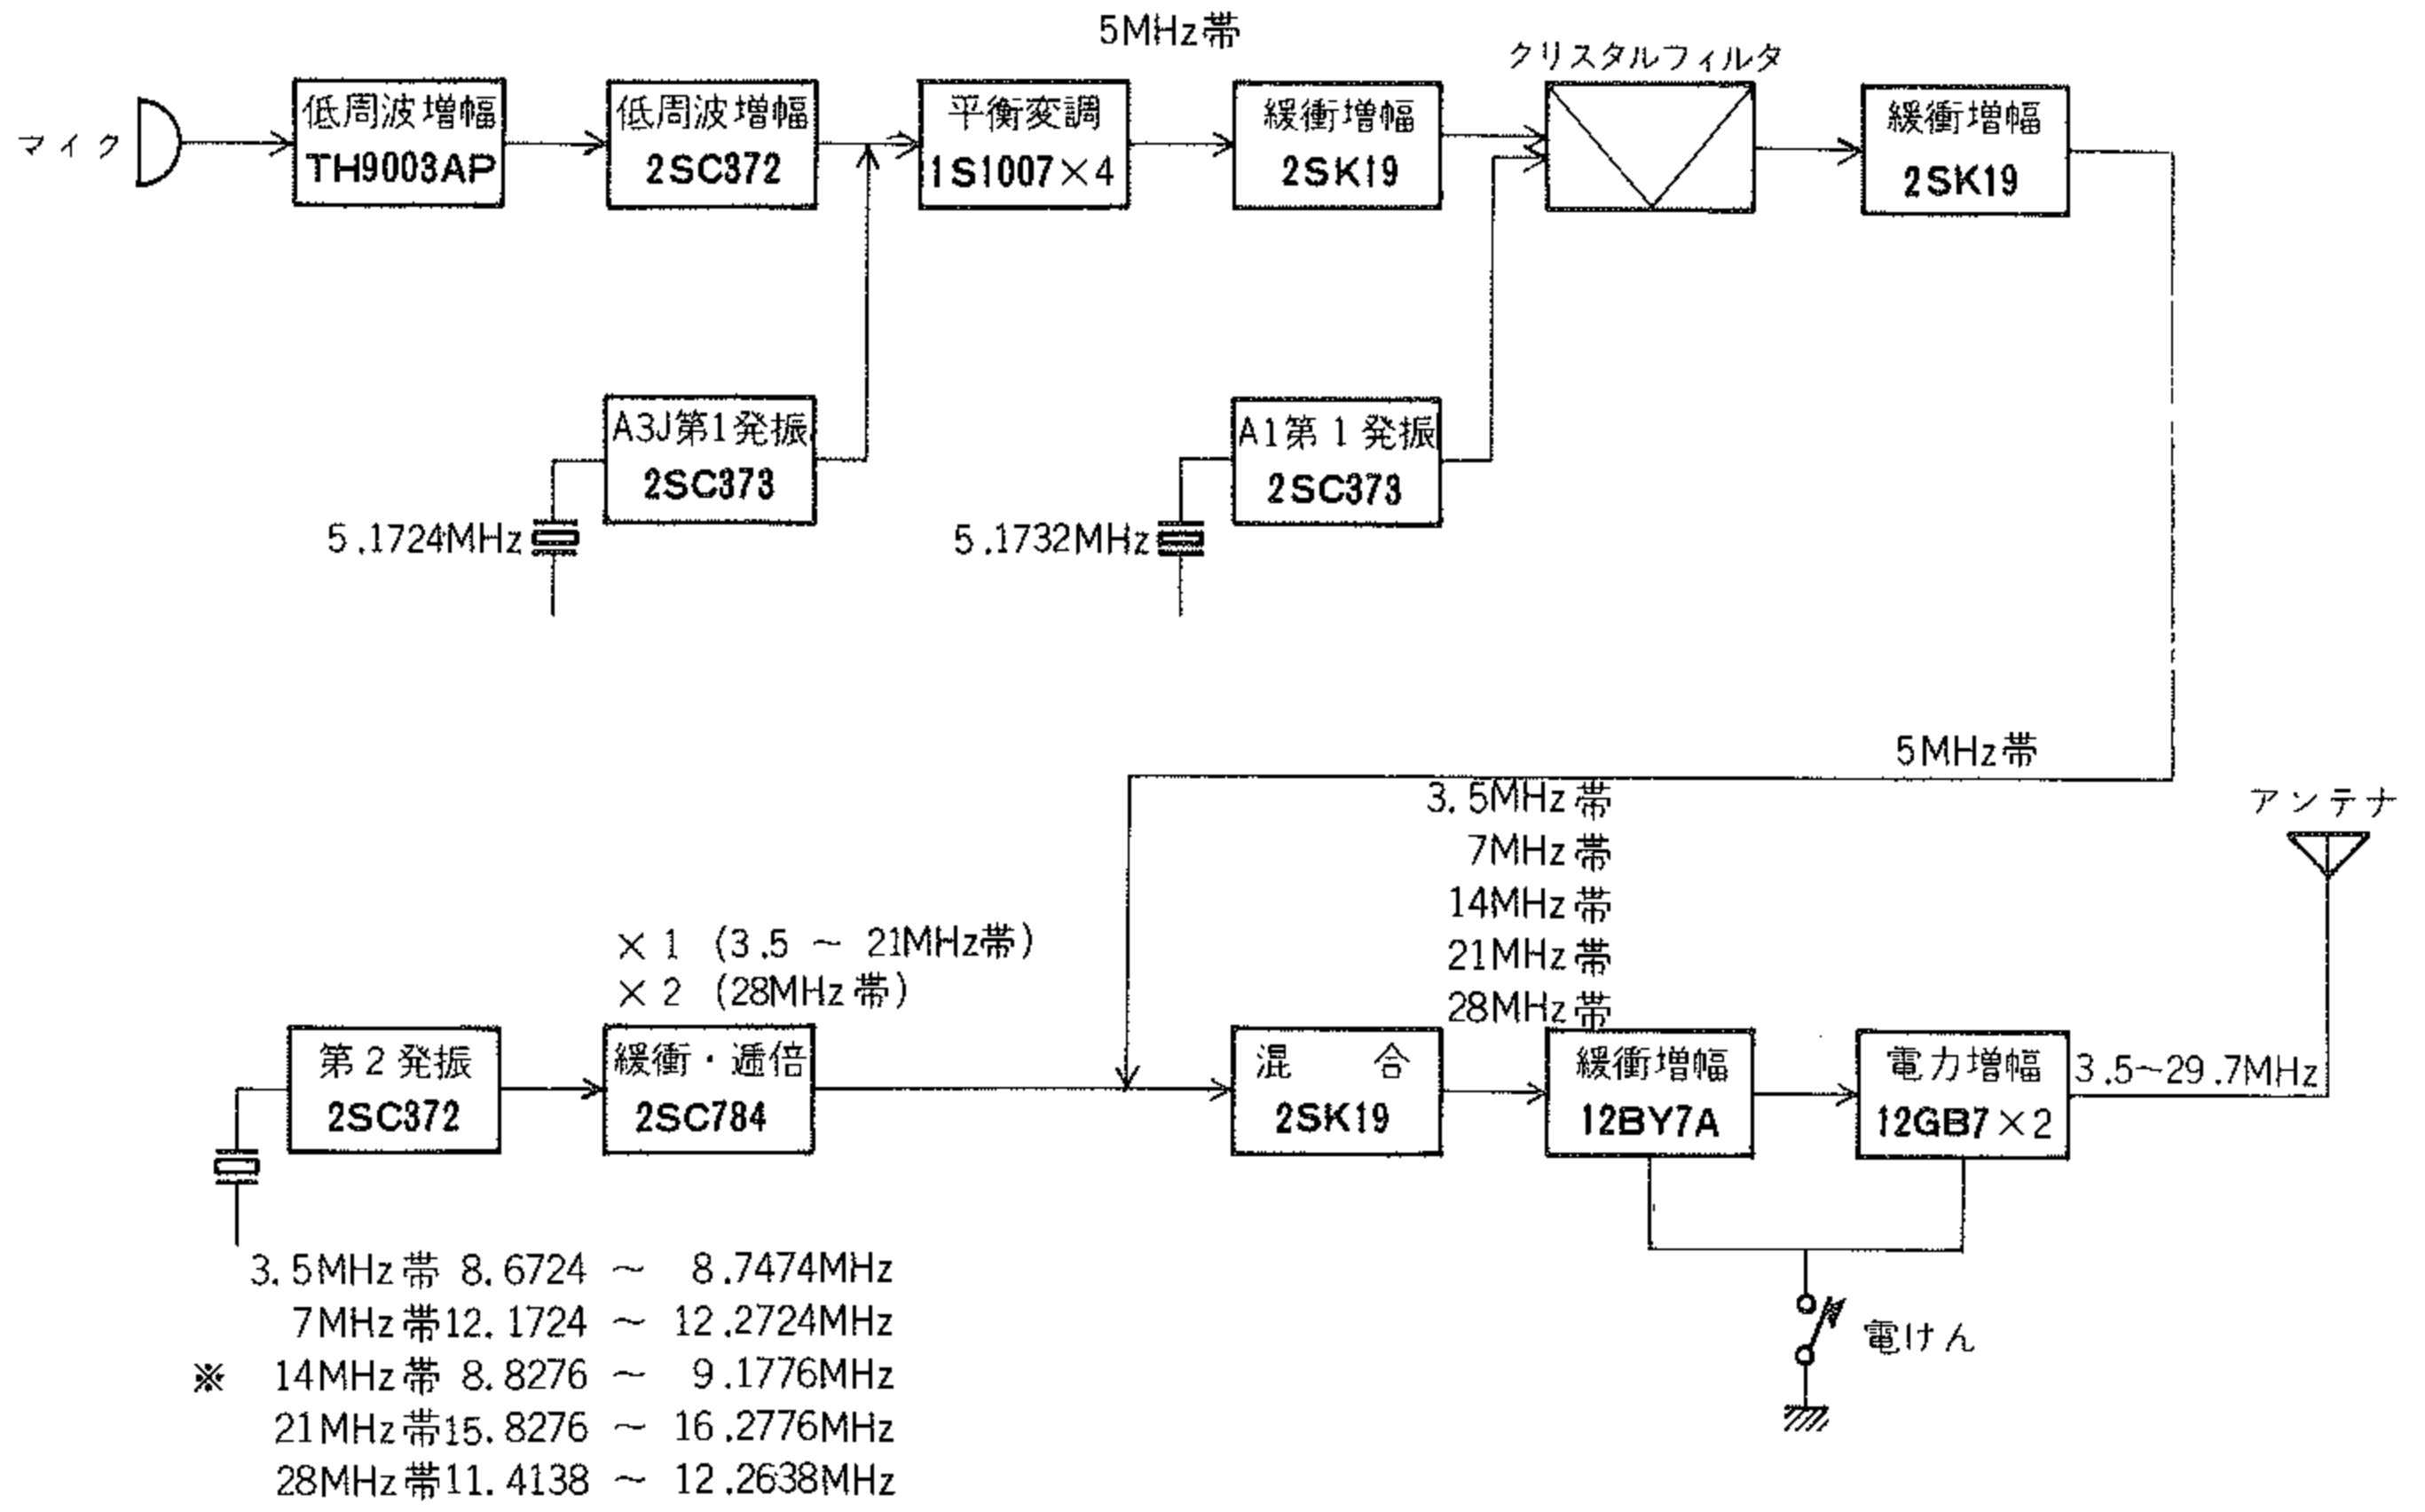 5MHz帯
クリスタルフィルタ
マイク
低周波増幅
TH9003AP
低周波増幅
2SC372
平衡変調
1S1007×4
緩衝増幅
2SK19
緩衝増幅
2SK19
A3J第1発振
2SC373
5.1724MHz
A1第1発振
2SC373
5.1732MHz
5MHz帯
3.5MHz帯
7MHz帯
14MHz帯
21MHz帯
28MHz帯
アンテナ
×1 (3.5 ～ 21MHz帯)
×2 (28MHz帯)
第2発振
2SC372
緩衝・逓倍
2SC784
混合
2SK19
緩衝増幅
12BY7A
電力増幅
12GB7×2
3.5～29.7MHz
電けん
3.5MHz帯 8.6724 ～ 8.7474MHz
7MHz帯 12.1724 ～ 12.2724MHz
※ 14MHz帯 8.8276 ～ 9.1776MHz
21MHz帯 15.8276 ～ 16.2776MHz
28MHz帯 11.4138 ～ 12.2638MHz